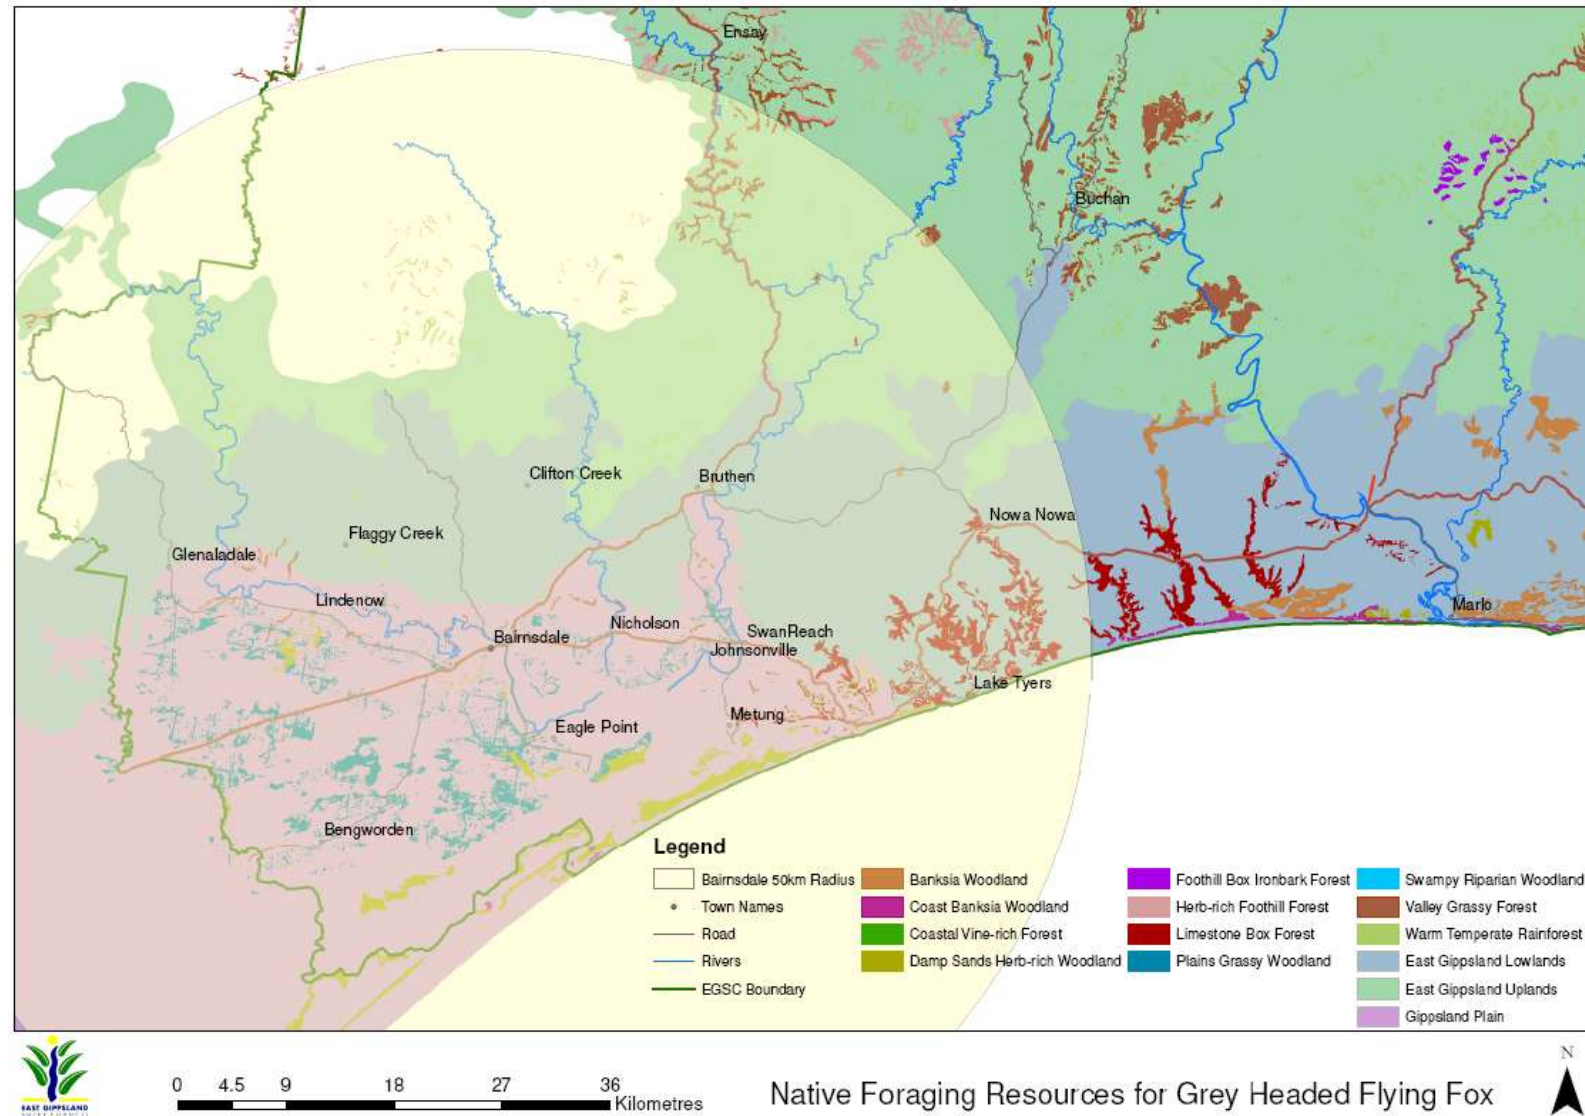 Ensay
Buchan
Clifton Creek
Bruthen
Nowa Nowa
Flaggy Creek
Glenaladale
Lindenow
Marlo
Nicholson
SwanReach
Bairnsdale
Johnsonville
Lake Tyers
Metung
Eagle Point
Bengworden
Legend
Bairnsdale 50km Radius
Town Names
Road
Rivers
EGSC Boundary
Banksia Woodland
Coast Banksia Woodland
Coastal Vine-rich Forest
Damp Sands Herb-rich Woodland
Foothill Box Ironbark Forest
Herb-rich Foothill Forest
Limestone Box Forest
Plains Grassy Woodland
Swampy Riparian Woodland
Valley Grassy Forest
Warm Temperate Rainforest
East Gippsland Lowlands
East Gippsland Uplands
Gippsland Plain
EAST GIPPSLAND
0 4.5 9 18 27 36
Kilometres
Native Foraging Resources for Grey Headed Flying Fox
N